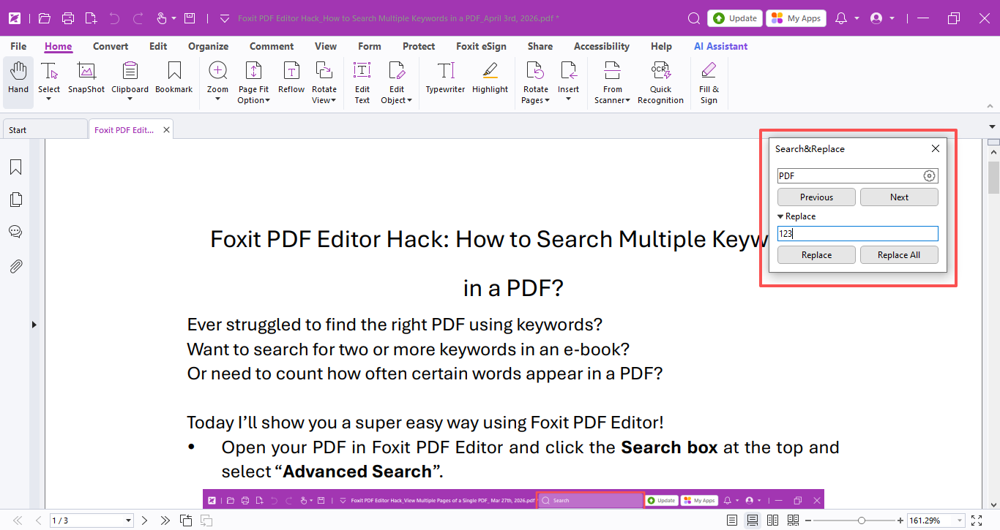 Foxit PDF Editor Hack_How to Search Multiple Keywords in a PDF_April 3rd, 2026.pdf *
Update
My Apps
File Home Convert Edit Organize Comment View Form Protect Foxit eSign Share Accessibility Help AI Assistant
Hand
Select
SnapShot
Clipboard
Bookmark
Zoom
Page Fit
Option
Reflow
Rotate
View
Edit
Text
Edit
Object
Typewriter
Highlight
Rotate
Pages
Insert
From
Scanner
OCR
Quick
Recognition
Fill &
Sign
Start
Foxit PDF Edit...
Search&Replace
PDF
Previous Next
Replace
123
Replace Replace All
Foxit PDF Editor Hack: How to Search Multiple Keyw
in a PDF?
Ever struggled to find the right PDF using keywords?
Want to search for two or more keywords in an e-book?
Or need to count how often certain words appear in a PDF?
Today I’ll show you a super easy way using Foxit PDF Editor!
• Open your PDF in Foxit PDF Editor and click the Search box at the top and
select “Advanced Search”.
Foxit PDF Editor Hack_View Multiple Pages of a Single PDF_ Mar 27th, 2026.pdf
Search
Update
My Apps
1 / 3
161.29%